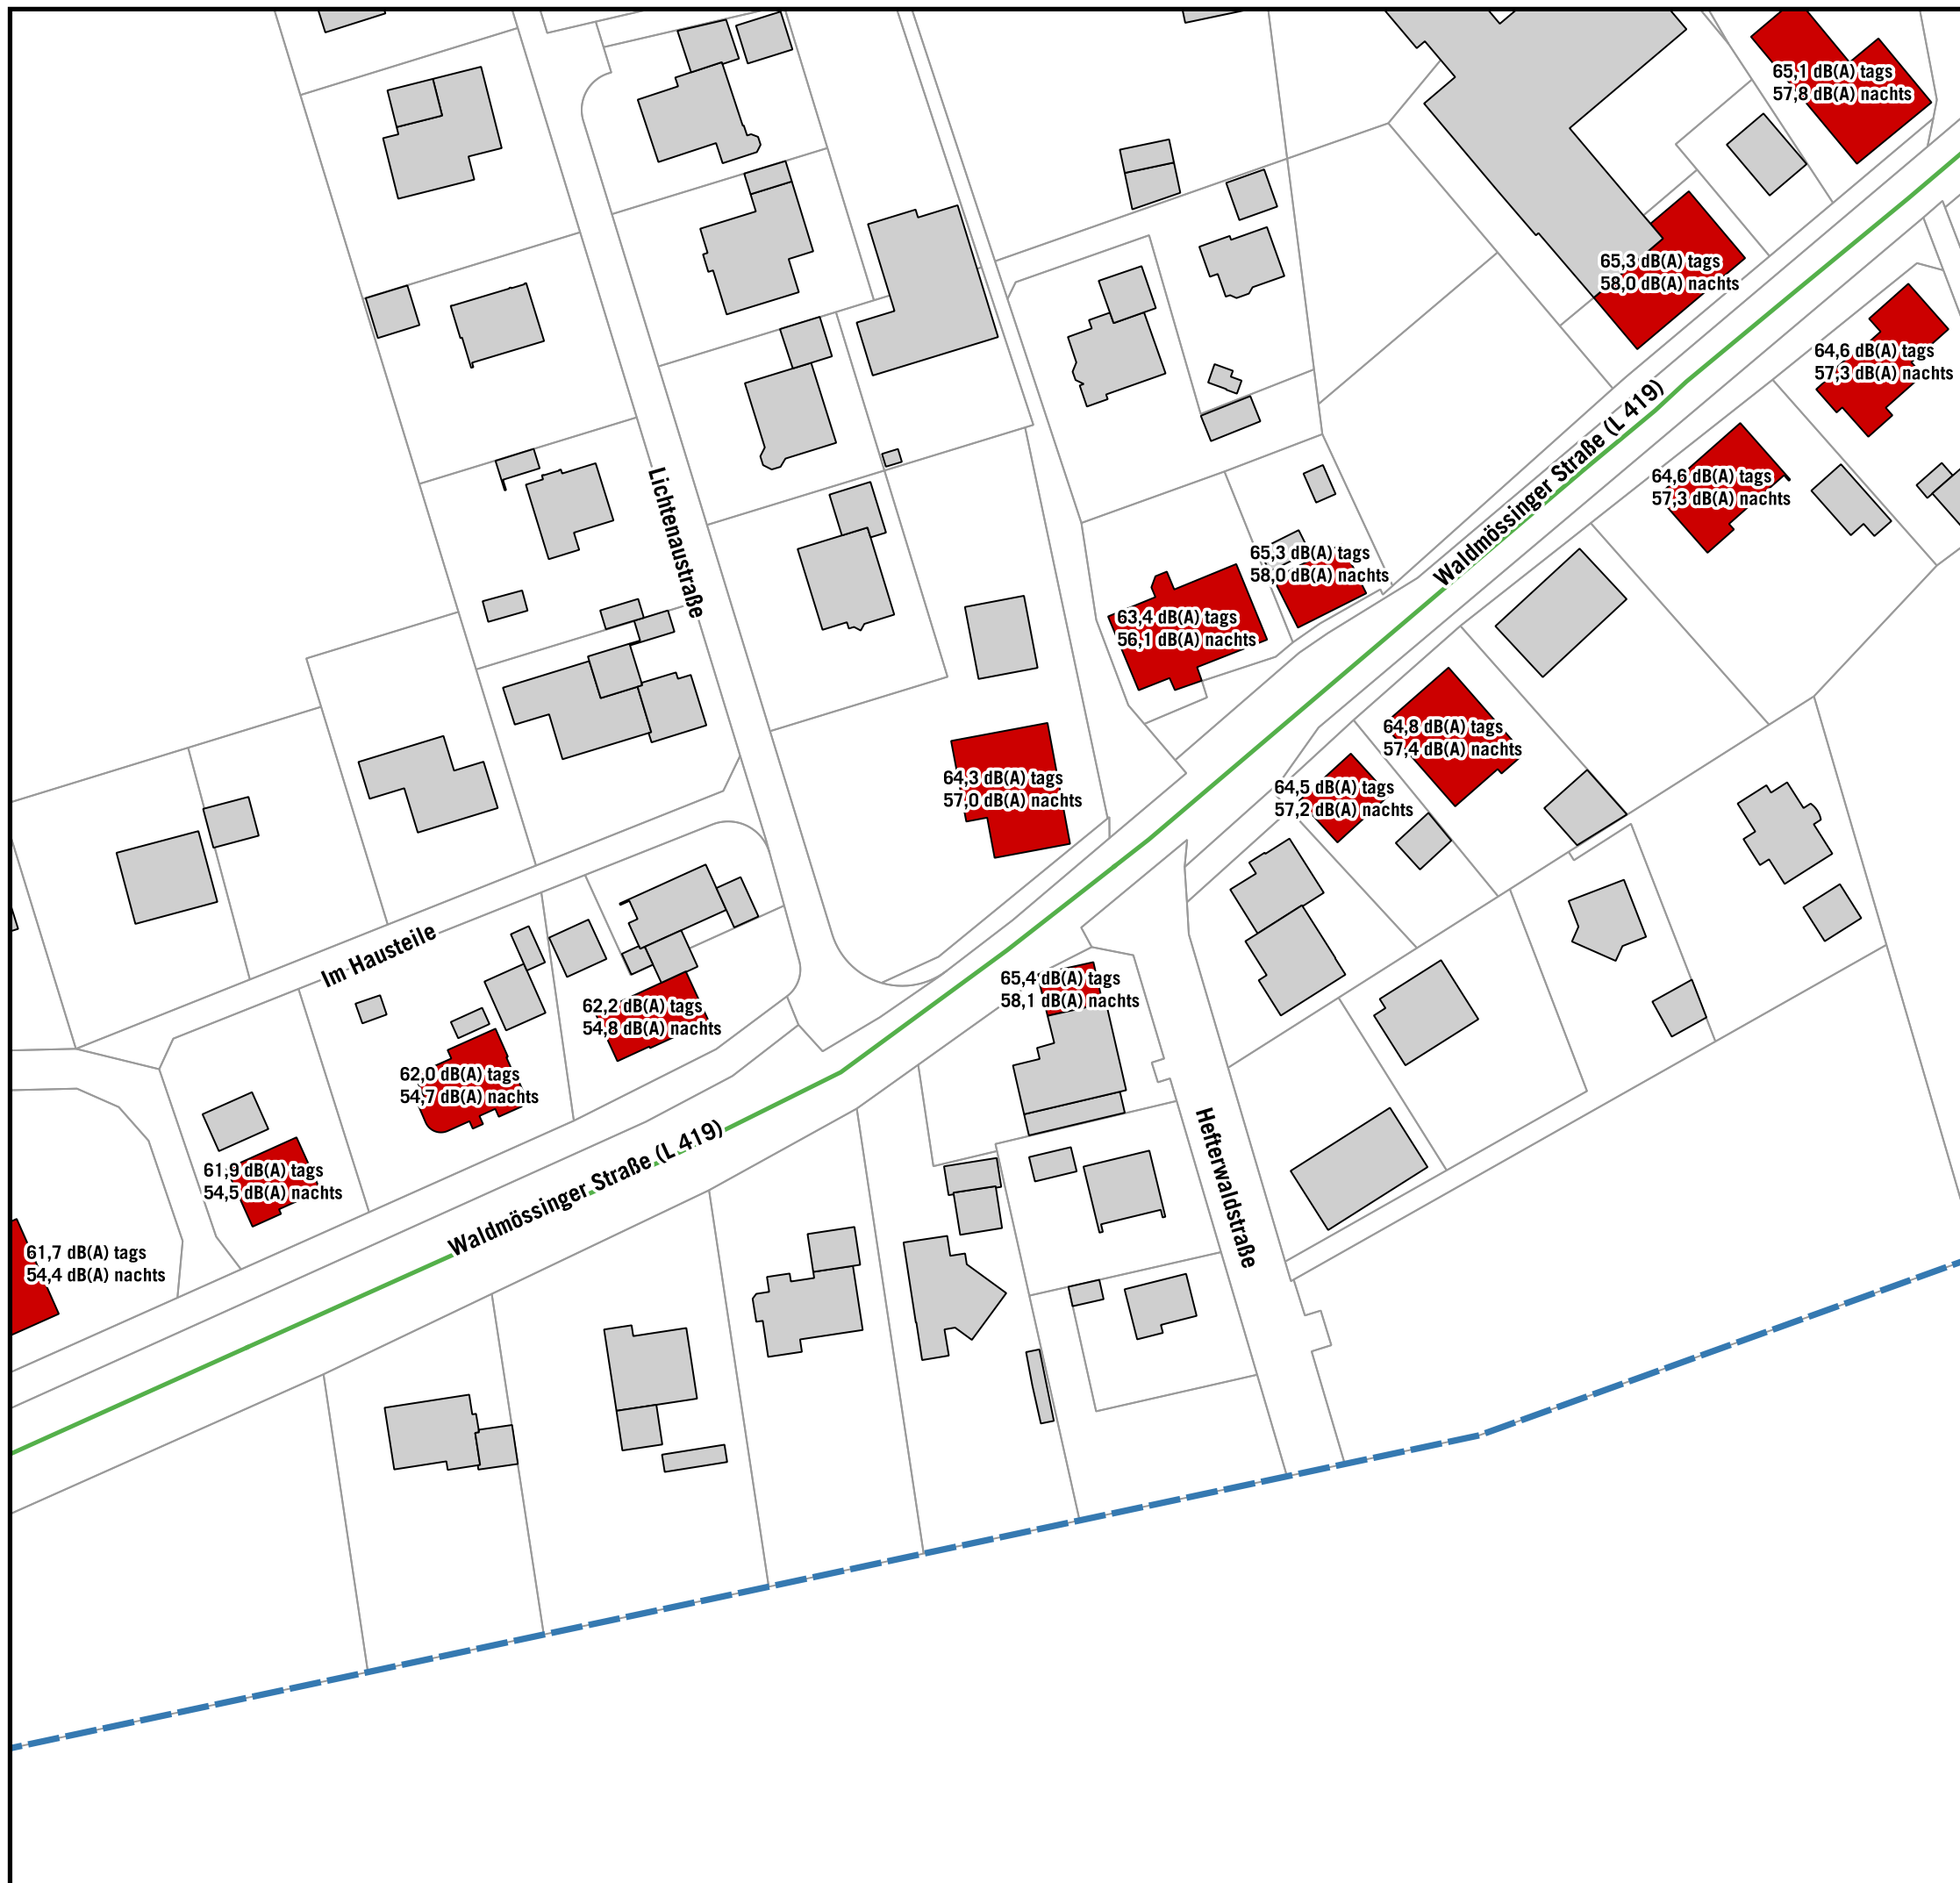 65,1 dB(A) tags
57,8 dB(A) nachts
65,3 dB(A) tags
58,0 dB(A) nachts
64,6 dB(A) tags
57,3 dB(A) nachts
Waldmössinger Straße (L 419)
64,6 dB(A) tags
57,3 dB(A) nachts
Lichtenaustraße
65,3 dB(A) tags
58,0 dB(A) nachts
63,4 dB(A) tags
56,1 dB(A) nachts
64,8 dB(A) tags
57,4 dB(A) nachts
64,3 dB(A) tags
57,0 dB(A) nachts
64,5 dB(A) tags
57,2 dB(A) nachts
Im Hausteile
65,4 dB(A) tags
58,1 dB(A) nachts
62,2 dB(A) tags
54,8 dB(A) nachts
62,0 dB(A) tags
54,7 dB(A) nachts
Waldmössinger Straße (L 419)
Hefterwaldstraße
61,9 dB(A) tags
54,5 dB(A) nachts
61,7 dB(A) tags
54,4 dB(A) nachts